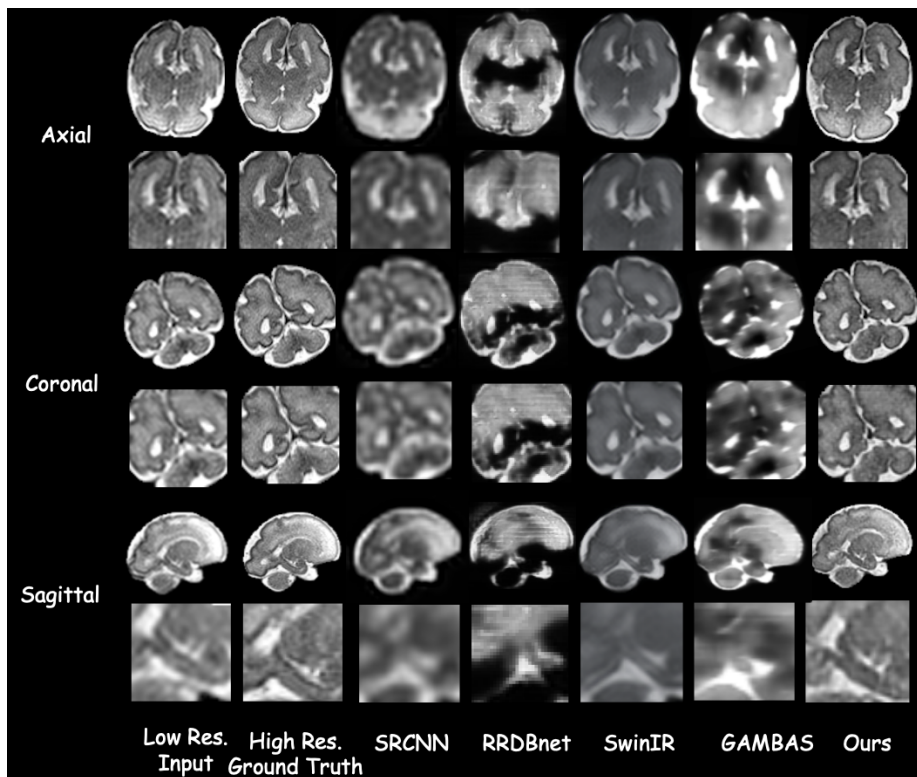 Axial
Coronal
Sagittal
Low Res. Input
High Res. Ground Truth
SRCNN
RRDBnet
SwinIR
GAMBAS
Ours